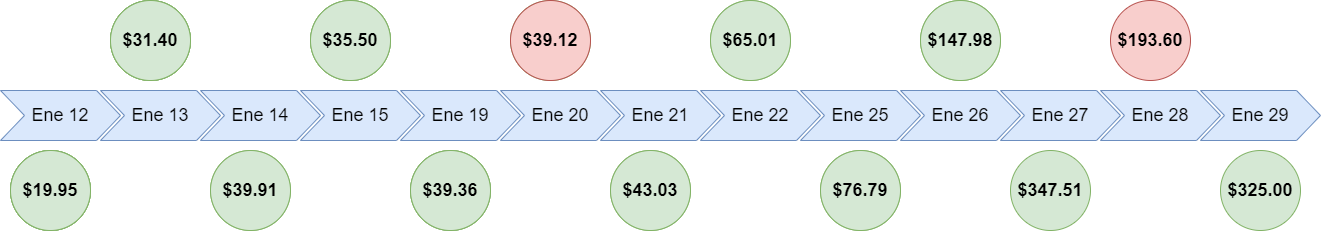 $31.40
$35.50
$39.12
$65.01
$147.98
$193.60
Ene 12
Ene 13
Ene 14
Ene 15
Ene 19
Ene 20
Ene 21
Ene 22
Ene 25
Ene 26
Ene 27
Ene 28
Ene 29
$19.95
$39.91
$39.36
$43.03
$76.79
$347.51
$325.00